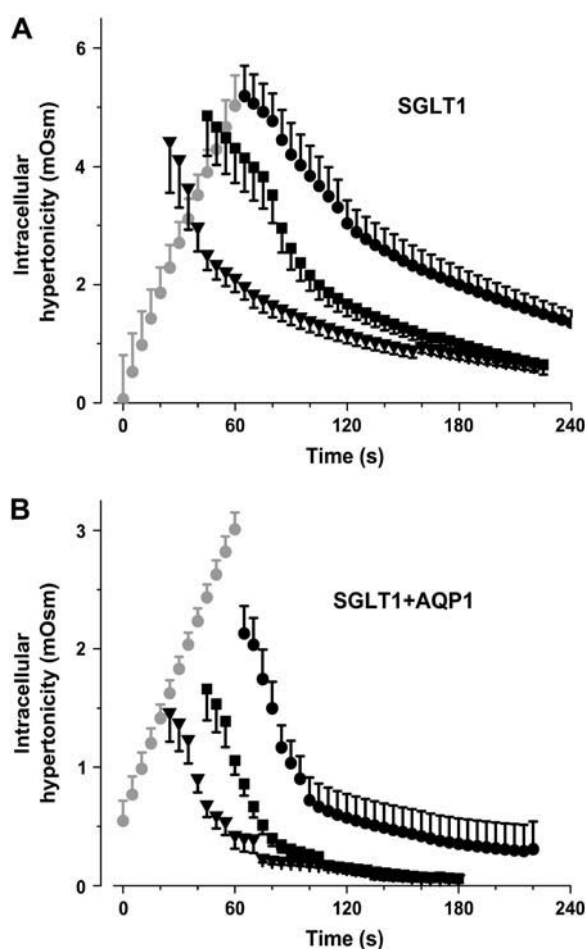 A
6
SGLT1
4
2
0
Intracellular
hypertonicity (mOsm)
0 60 120 180 240
Time (s)
B
3
SGLT1+AQP1
2
1
0
Intracellular
hypertonicity (mOsm)
0 60 120 180 240
Time (s)